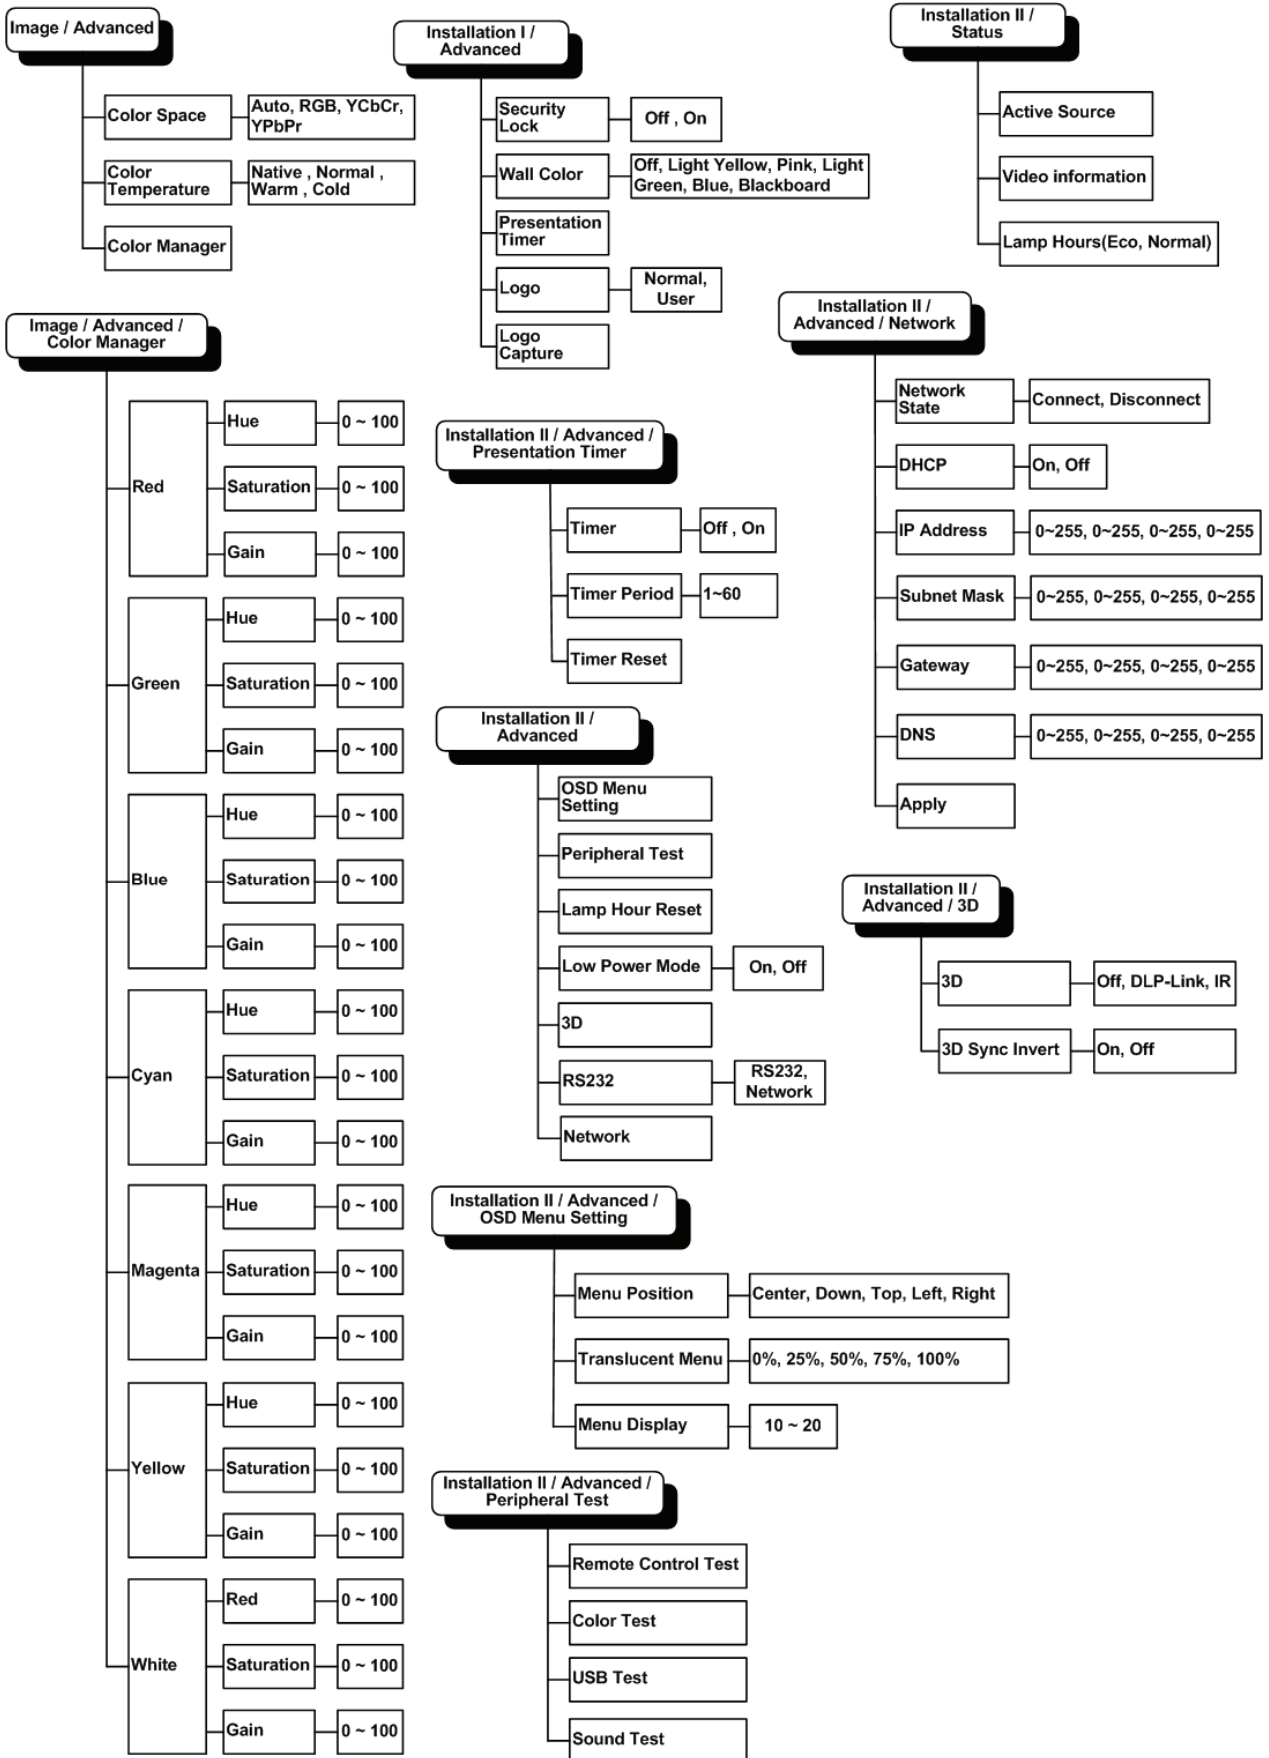 Image / Advanced
Color Space
Auto, RGB, YCbCr,
YPbPr
Color
Temperature
Native , Normal ,
Warm , Cold
Color Manager
Image / Advanced /
Color Manager
Red
Hue
0 ~ 100
Saturation
0 ~ 100
Gain
0 ~ 100
Green
Hue
0 ~ 100
Saturation
0 ~ 100
Gain
0 ~ 100
Blue
Hue
0 ~ 100
Saturation
0 ~ 100
Gain
0 ~ 100
Cyan
Hue
0 ~ 100
Saturation
0 ~ 100
Gain
0 ~ 100
Magenta
Hue
0 ~ 100
Saturation
0 ~ 100
Gain
0 ~ 100
Yellow
Hue
0 ~ 100
Saturation
0 ~ 100
Gain
0 ~ 100
White
Red
0 ~ 100
Saturation
0 ~ 100
Gain
0 ~ 100
Installation I /
Advanced
Security
Lock
Off , On
Wall Color
Off, Light Yellow, Pink, Light
Green, Blue, Blackboard
Presentation
Timer
Logo
Normal,
User
Logo
Capture
Installation II / Advanced /
Presentation Timer
Timer
Off , On
Timer Period
1~60
Timer Reset
Installation II /
Advanced
OSD Menu
Setting
Peripheral Test
Lamp Hour Reset
Low Power Mode
On, Off
3D
RS232
RS232,
Network
Network
Installation II / Advanced /
OSD Menu Setting
Menu Position
Center, Down, Top, Left, Right
Translucent Menu
0%, 25%, 50%, 75%, 100%
Menu Display
10 ~ 20
Installation II / Advanced /
Peripheral Test
Remote Control Test
Color Test
USB Test
Sound Test
Installation II /
Status
Active Source
Video information
Lamp Hours(Eco, Normal)
Installation II /
Advanced / Network
Network
State
Connect, Disconnect
DHCP
On, Off
IP Address
0~255, 0~255, 0~255, 0~255
Subnet Mask
0~255, 0~255, 0~255, 0~255
Gateway
0~255, 0~255, 0~255, 0~255
DNS
0~255, 0~255, 0~255, 0~255
Apply
Installation II /
Advanced / 3D
3D
Off, DLP-Link, IR
3D Sync Invert
On, Off